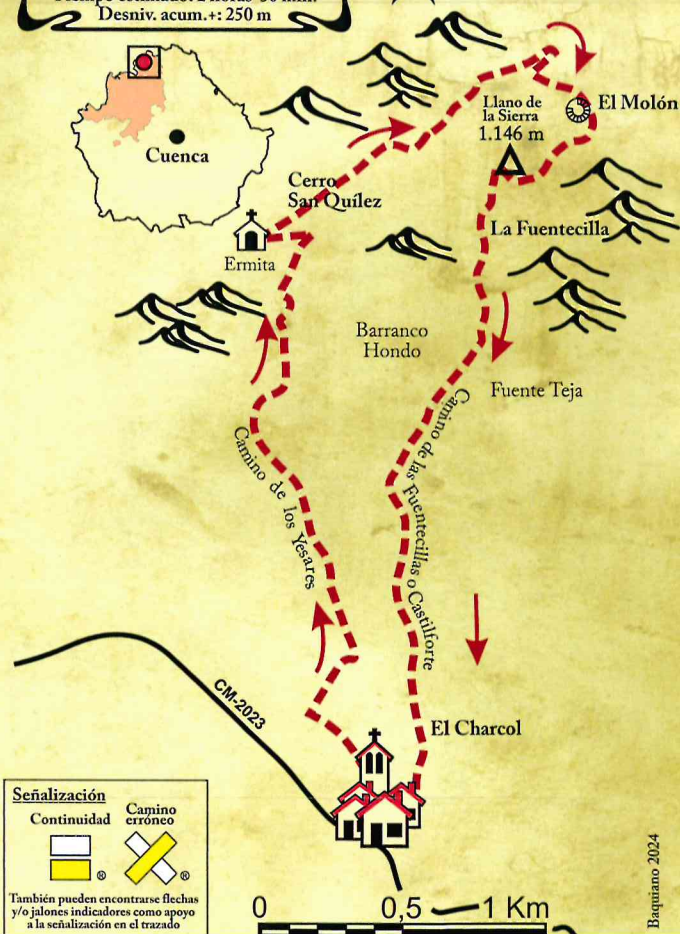 Desniv. acum.+: 250 m
Cuenca
El Molón
Llano de
la Sierra
1.146 m
Cerro
San Quílez
Ermita
La Fuentecilla
Barranco
Hondo
Fuente Teja
Camino de los Yesares
Camino de las Fuentecillas o Castilforte
CM-2023
El Charcol
Señalización
Continuidad
Camino
erróneo
®
®
También pueden encontrarse flechas
y/o jalones indicadores como apoyo
a la señalización en el trazado
0 0,5 1 Km
Baquiano 2024